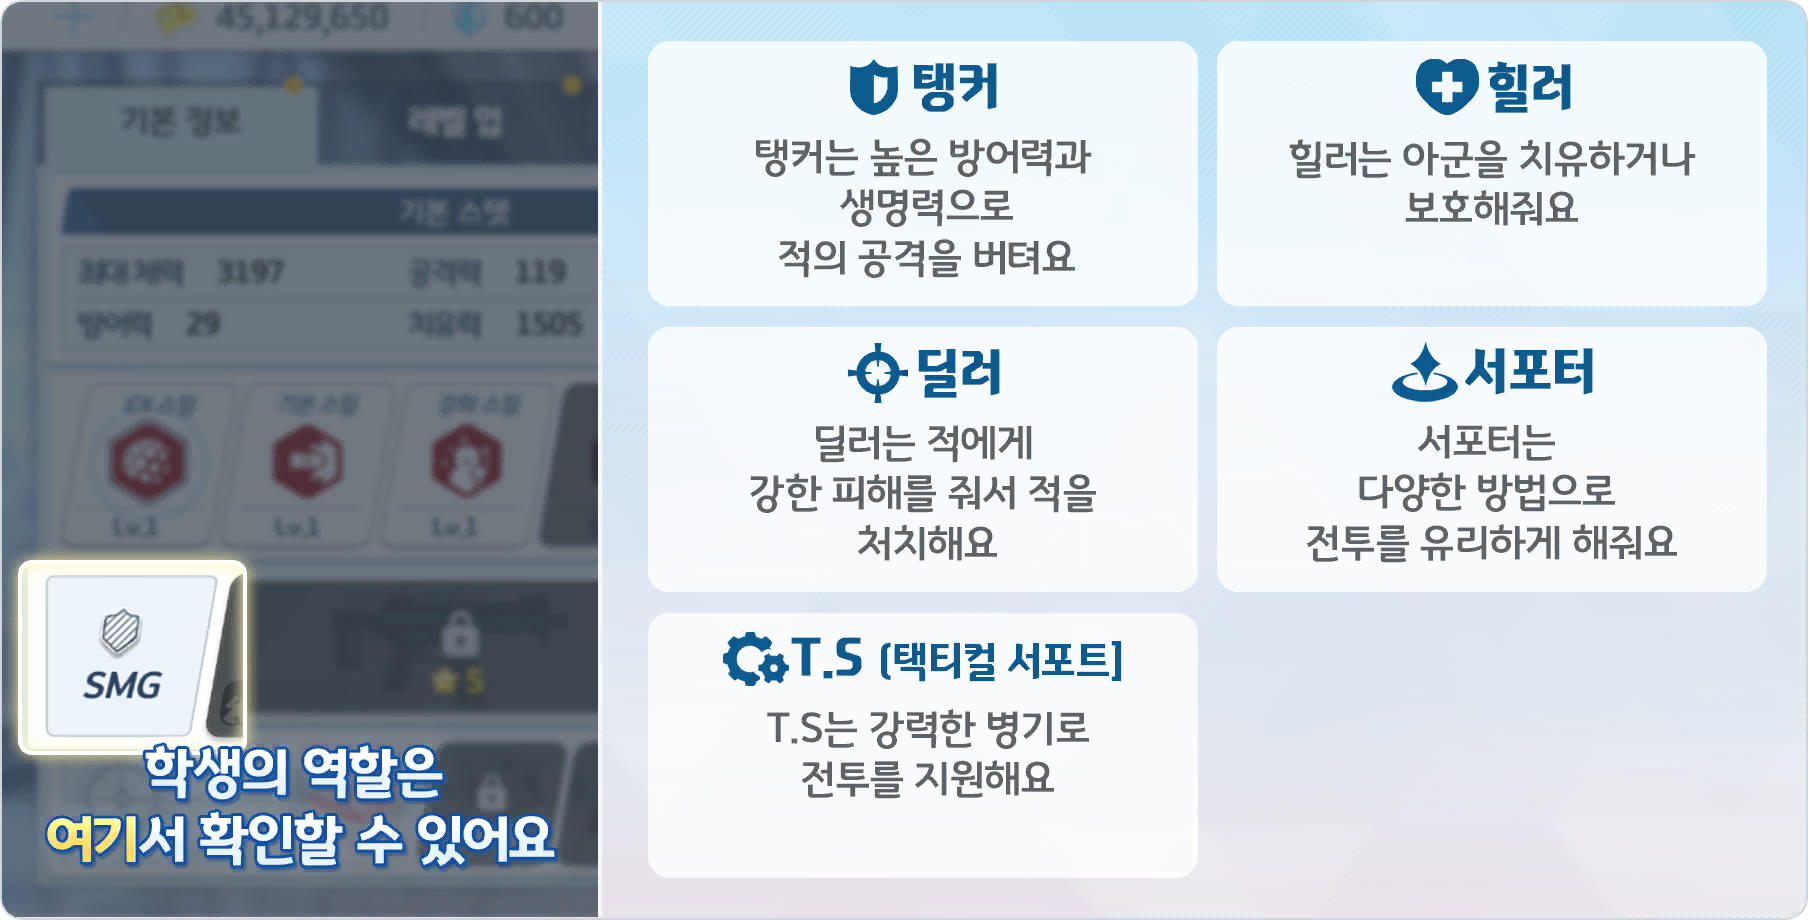 45,129,650
600
기본 정보
레벨 업
기본 스탯
최대 체력 3197 공격력 119
방어력 29 치유력 1505
EX 스킬
기본 스킬
강화 스킬
Lv.1
Lv.1
Lv.1
SMG
5
학생의 역할은
여기서 확인할 수 있어요
탱커
탱커는 높은 방어력과
생명력으로
적의 공격을 버텨요
힐러
힐러는 아군을 치유하거나
보호해줘요
딜러
딜러는 적에게
강한 피해를 줘서 적을
처치해요
서포터
서포터는
다양한 방법으로
전투를 유리하게 해줘요
T.S [택티컬 서포트]
T.S는 강력한 병기로
전투를 지원해요